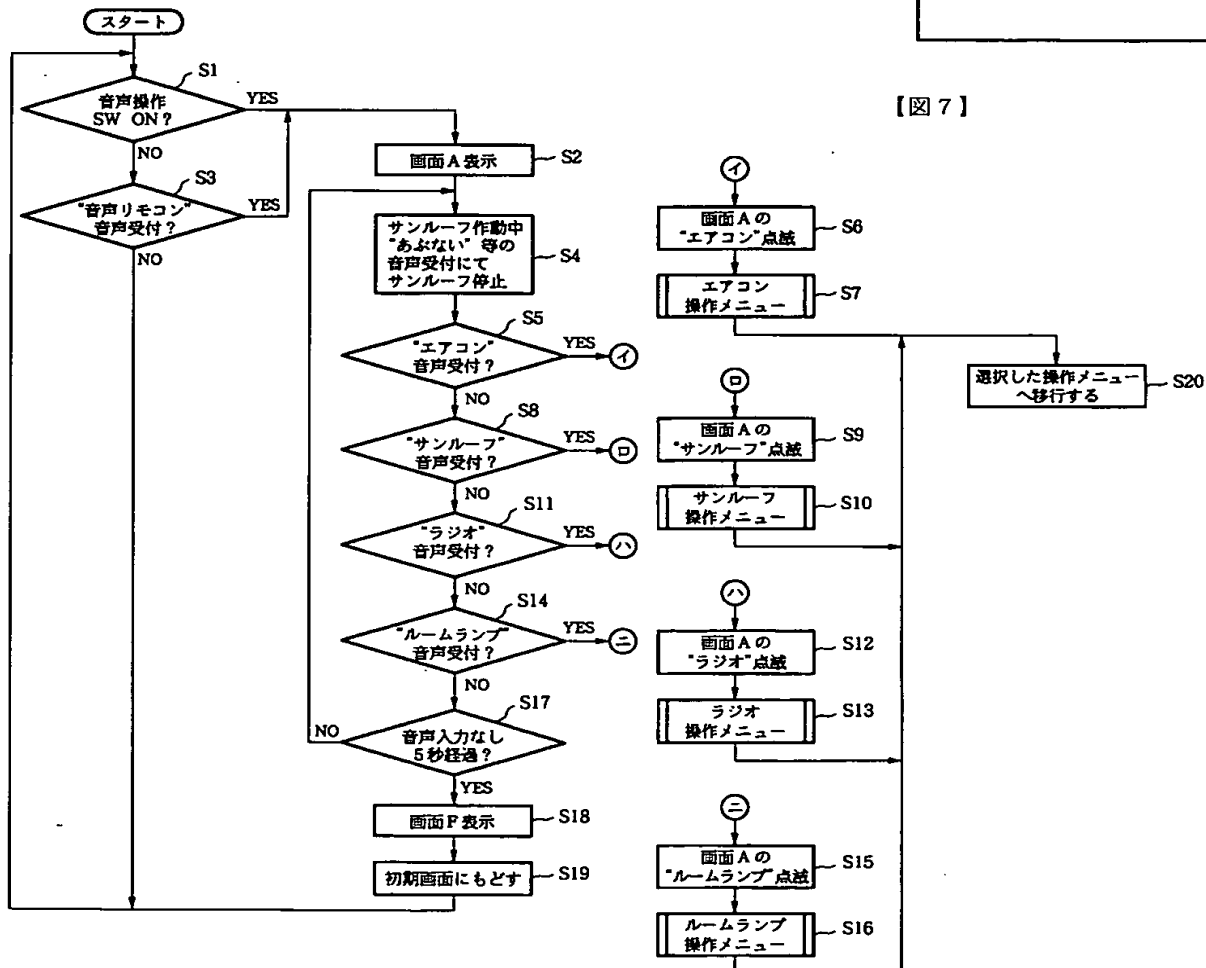 スタート
S1
音声操作
SW ON?
YES
NO
S3
"音声リモコン"
音声受付?
YES
NO
画面A表示
S2
サンルーフ作動中
"あぶない" 等の
音声受付にて
サンルーフ停止
S4
S5
"エアコン"
音声受付?
YES
イ
NO
S8
"サンルーフ"
音声受付?
YES
ロ
NO
S11
"ラジオ"
音声受付?
YES
ハ
NO
S14
"ルームランプ"
音声受付?
YES
ニ
NO
S17
音声入力なし
5秒経過?
NO
YES
画面F表示
S18
初期画面にもどす
S19
【図7】
イ
画面Aの
"エアコン"点滅
S6
エアコン
操作メニュー
S7
選択した操作メニュー
へ移行する
S20
ロ
画面Aの
"サンルーフ"点滅
S9
サンルーフ
操作メニュー
S10
ハ
画面Aの
"ラジオ"点滅
S12
ラジオ
操作メニュー
S13
ニ
画面Aの
"ルームランプ"点滅
S15
ルームランプ
操作メニュー
S16